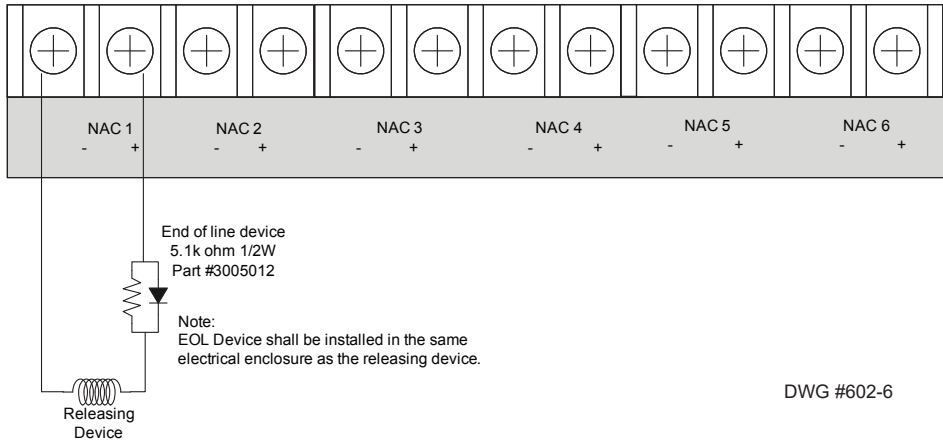 NAC 1 NAC 2 NAC 3 NAC 4 NAC 5 NAC 6
- + - + - + - + - + - +
End of line device
5.1k ohm 1/2W
Part #3005012
Note:
EOL Device shall be installed in the same
electrical enclosure as the releasing device.
Releasing
Device
DWG #602-6